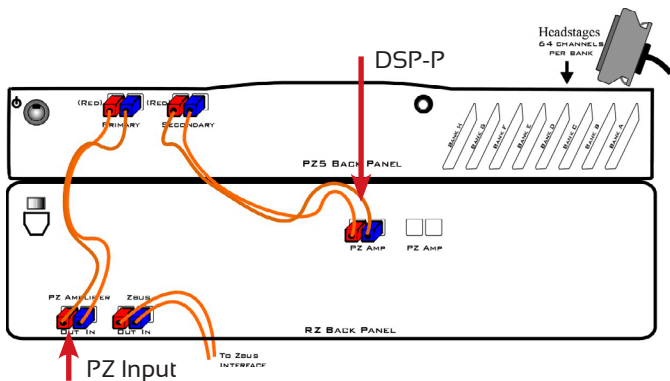 DSP-P
Headstages
64 CHANNELS
PER BANK
(RED)
(RED)
PRIMARY
SECONDARY
BANK H
BANK G
BANK F
BANK E
BANK D
BANK C
BANK B
BANK A
PZ5 BACK PANEL
PZ AMP
PZ AMP
PZ AMPLIFIER
ZBUS
OUT IN
OUT IN
RZ BACK PANEL
TO ZBUS
INTERFACE
PZ Input